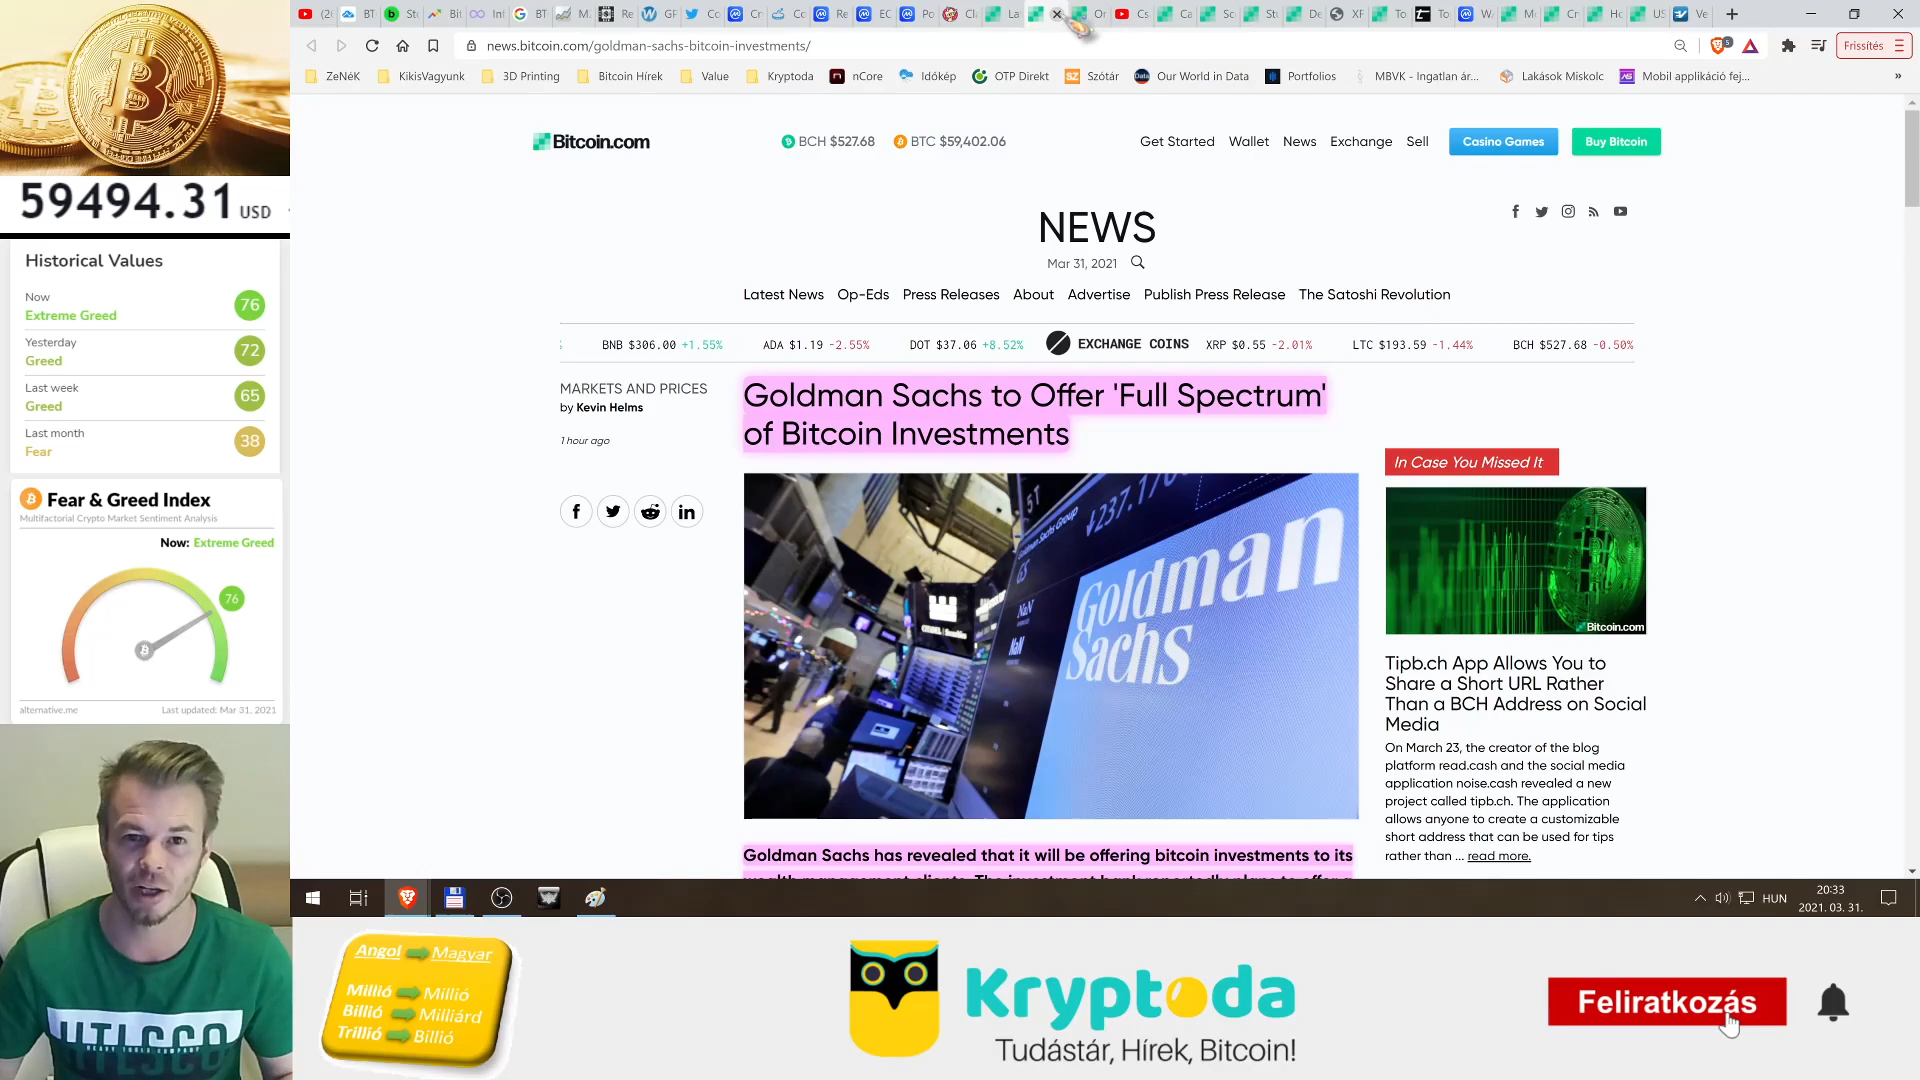 59494.31 USD
Historical Values
Now
Extreme Greed
76
Yesterday
Greed
72
Last week
Greed
65
Last month
Fear
38
Fear & Greed Index
Multifactorial Crypto Market Sentiment Analysis
Now: Extreme Greed
76
alternative.me
Last updated: Mar 31, 2021
news.bitcoin.com/goldman-sachs-bitcoin-investments/
Frissítés
ZeNéK
KikisVagyunk
3D Printing
Bitcoin Hírek
Value
Kryptoda
nCore
Időkép
OTP Direkt
Szótár
Our World in Data
Portfolios
MBVK - Ingatlan ár...
Lakások Miskolc
Mobil applikáció fej...
Bitcoin.com
BCH $527.68
BTC $59,402.06
Get Started
Wallet
News
Exchange
Sell
Casino Games
Buy Bitcoin
NEWS
Mar 31, 2021
Latest News
Op-Eds
Press Releases
About
Advertise
Publish Press Release
The Satoshi Revolution
BNB $306.00 +1.55%
ADA $1.19 -2.55%
DOT $37.06 +8.52%
EXCHANGE COINS
XRP $0.55 -2.01%
LTC $193.59 -1.44%
BCH $527.68 -0.50%
MARKETS AND PRICES
by Kevin Helms
1 hour ago
Goldman Sachs to Offer 'Full Spectrum'
of Bitcoin Investments
Goldman Sachs Group
GS
237.17
NaN
NaN
Goldman
Sachs
Goldman Sachs has revealed that it will be offering bitcoin investments to its
In Case You Missed It
Bitcoin.com
Tipb.ch App Allows You to
Share a Short URL Rather
Than a BCH Address on Social
Media
On March 23, the creator of the blog
platform read.cash and the social media
application noise.cash revealed a new
project called tipb.ch. The application
allows anyone to create a customizable
short address that can be used for tips
rather than ... read more.
HUN
20:33
2021. 03. 31.
Angol Magyar
Millió Millió
Billió Milliárd
Trillió Billió
Kryptoda
Tudástár, Hírek, Bitcoin!
Feliratkozás